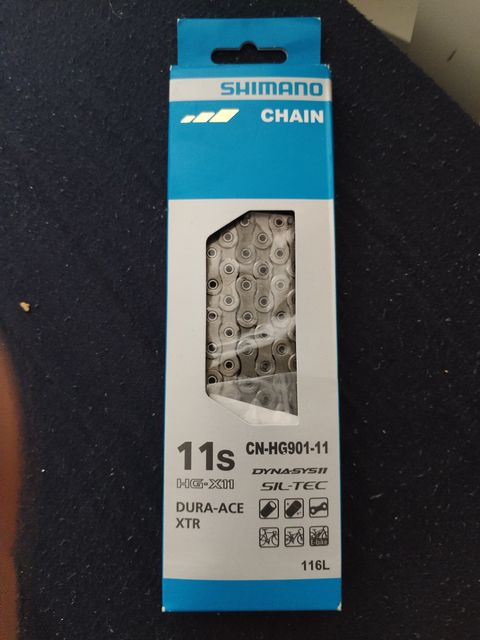 SHIMANO
CHAIN
11s CN-HG901-11
HG-X11 DYNA-SYS11
SIL-TEC
DURA-ACE
XTR
116L